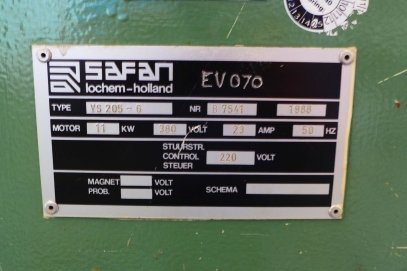 SAFAN
lochem-holland
EV070
TYPE VS 205-6 NR R 7541 1988
MOTOR 11 KW 380 VOLT 23 AMP 50 HZ
STUURSTR.
CONTROL 220 VOLT
STEUER
MAGNET VOLT
PROB. VOLT SCHEMA